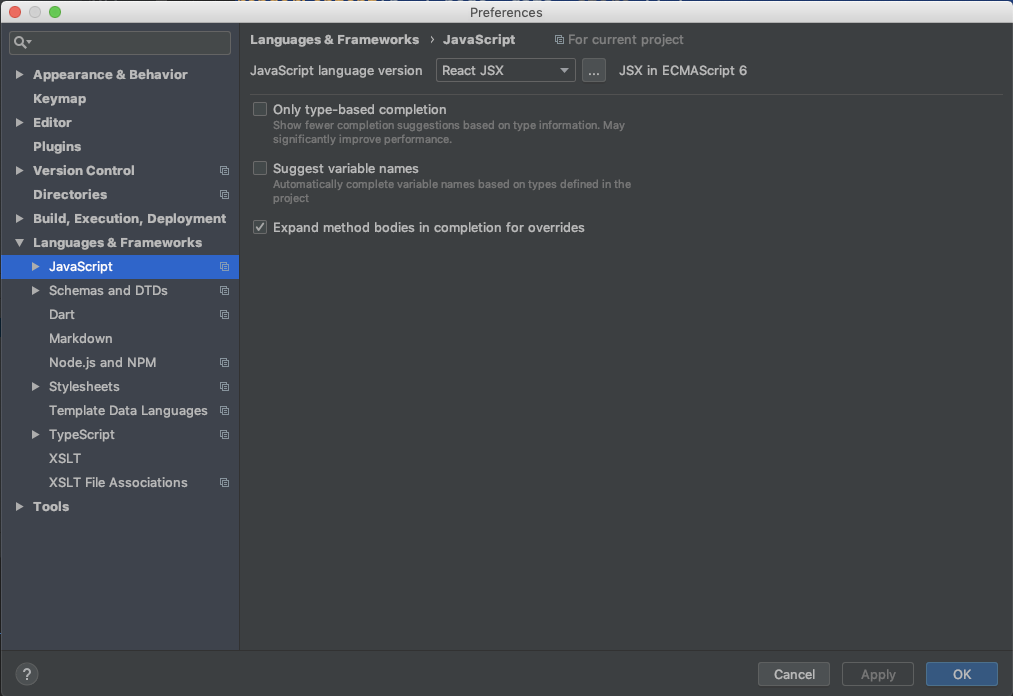 Preferences
Languages & Frameworks › JavaScript For current project
JavaScript language version React JSX ... JSX in ECMAScript 6
Appearance & Behavior
Keymap
Editor
Plugins
Version Control
Directories
Build, Execution, Deployment
Languages & Frameworks
JavaScript
Schemas and DTDs
Dart
Markdown
Node.js and NPM
Stylesheets
Template Data Languages
TypeScript
XSLT
XSLT File Associations
Tools
Only type-based completion
Show fewer completion suggestions based on type information. May
significantly improve performance.
Suggest variable names
Automatically complete variable names based on types defined in the
project
Expand method bodies in completion for overrides
? Cancel Apply OK